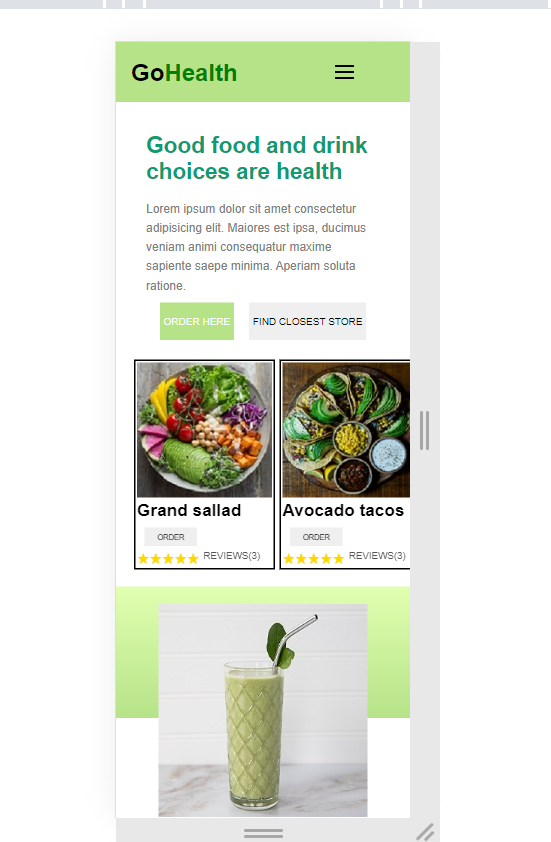 GoHealth
Good food and drink
choices are health
Lorem ipsum dolor sit amet consectetur
adipisicing elit. Maiores est ipsa, ducimus
veniam animi consequatur maxime
sapiente saepe minima. Aperiam soluta
ratione.
ORDER HERE
FIND CLOSEST STORE
Grand sallad
ORDER
REVIEWS(3)
Avocado tacos
ORDER
REVIEWS(3)